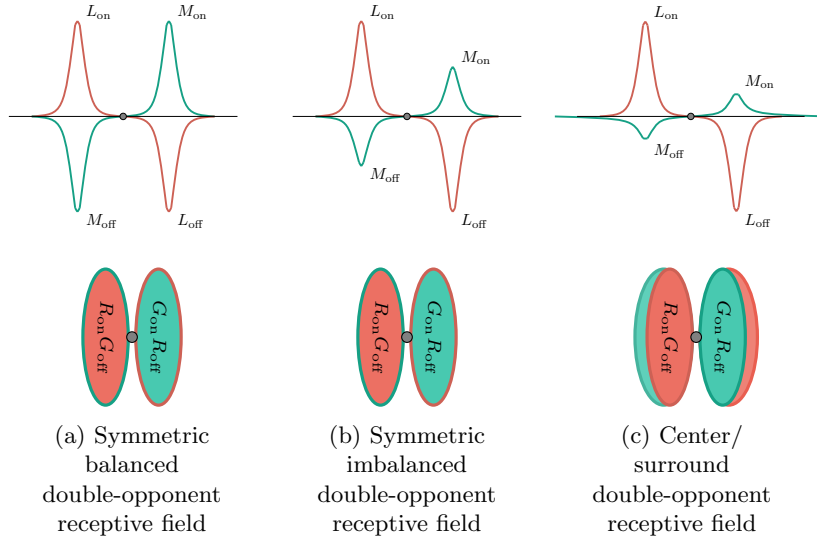 L_on M_on
M_off L_off
R_on G_off
G_on R_off
(a) Symmetric
balanced
double-opponent
receptive field
L_on
M_on
M_off
L_off
R_on G_off
G_on R_off
(b) Symmetric
imbalanced
double-opponent
receptive field
L_on
M_on
M_off
L_off
R_on G_off
G_on R_off
(c) Center/
surround
double-opponent
receptive field